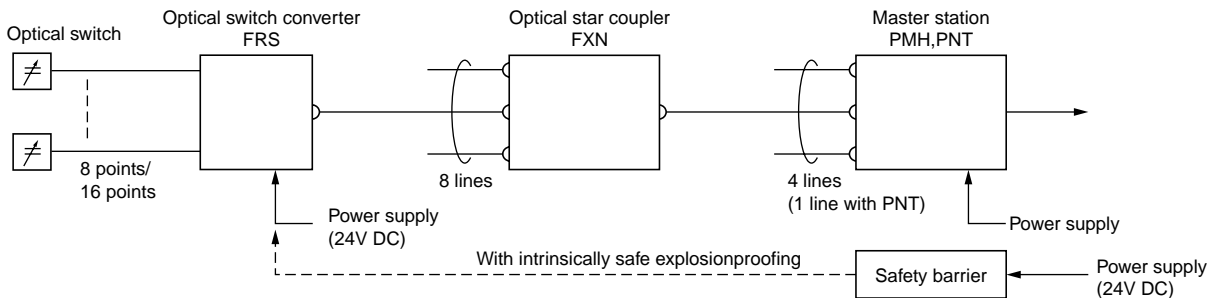 Optical switch
Optical switch converter
FRS
Optical star coupler
FXN
Master station
PMH,PNT
8 points/
16 points
8 lines
4 lines
(1 line with PNT)
Power supply
(24V DC)
Power supply
With intrinsically safe explosionproofing
Safety barrier
Power supply
(24V DC)